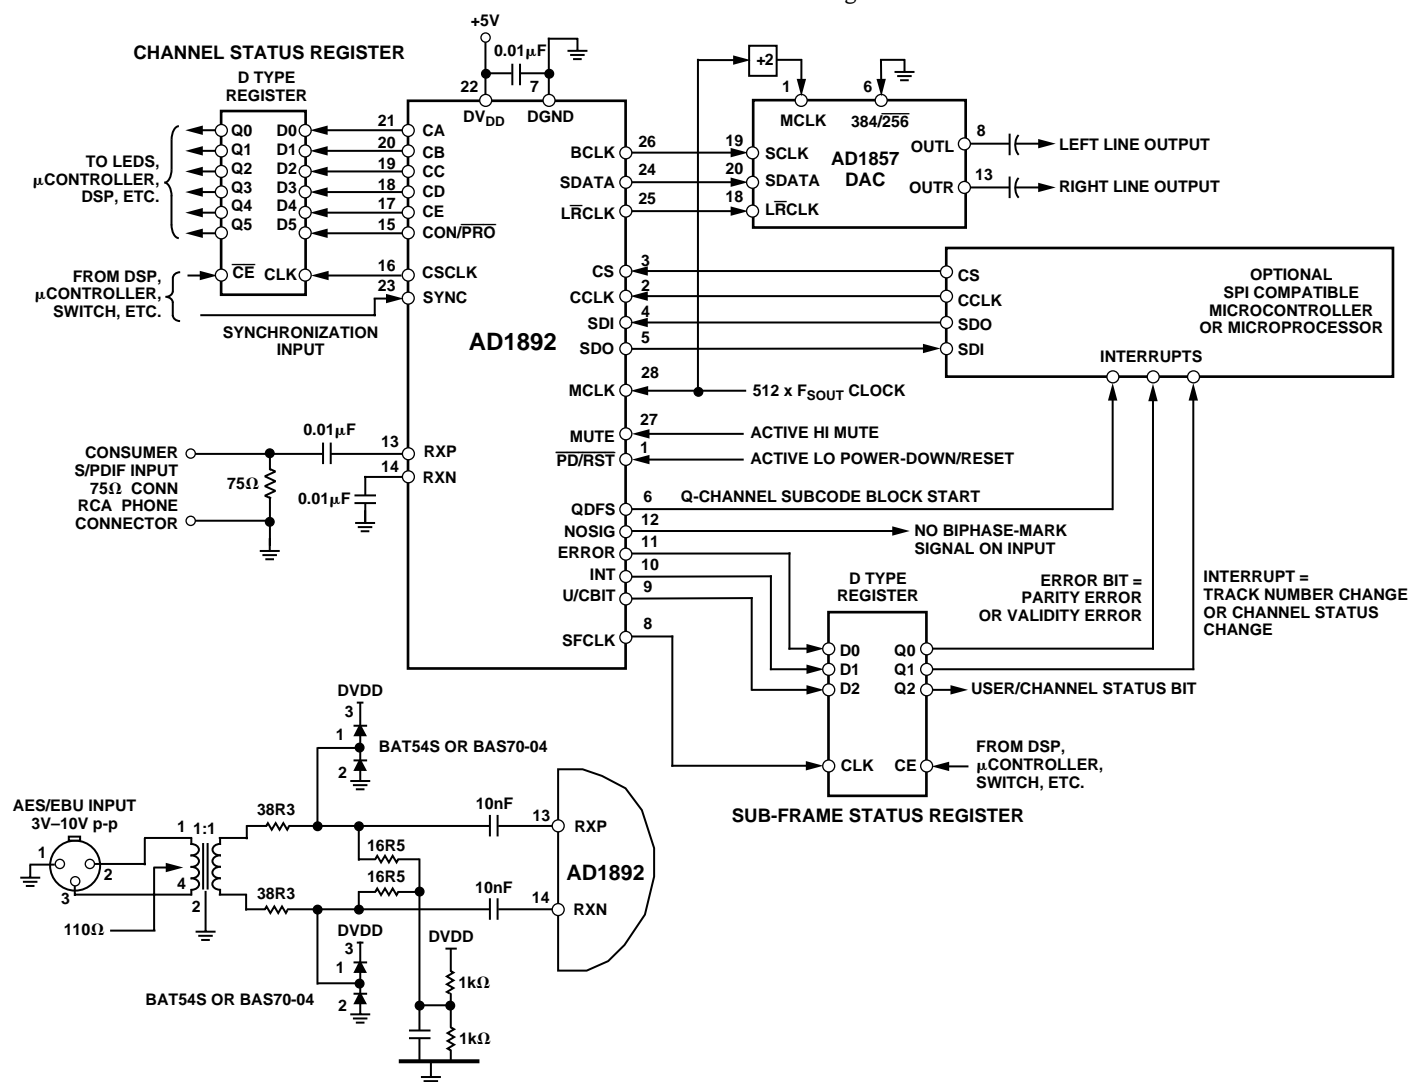 +5V
0.01μF
22
7
DVDD
DGND
CHANNEL STATUS REGISTER
D TYPE
REGISTER
Q0 D0
Q1 D1
Q2 D2
Q3 D3
Q4 D4
Q5 D5
CE CLK
TO LEDS,
μCONTROLLER,
DSP, ETC.
FROM DSP,
μCONTROLLER,
SWITCH, ETC.
SYNCHRONIZATION
INPUT
21 CA
20 CB
19 CC
18 CD
17 CE
15 CON/PRO
16 CSCLK
23 SYNC
AD1892
BCLK 26
SDATA 24
LRCLK 25
CS 3
CCLK 2
SDI 4
SDO 5
MCLK 28
MUTE 27
PD/RST 1
QDFS 6
NOSIG 12
ERROR 11
INT 10
U/CBIT 9
SFCLK 8
+2
1
6
MCLK
384/256
19 SCLK
20 SDATA
18 LRCLK
AD1857
DAC
OUTL 8
OUTR 13
LEFT LINE OUTPUT
RIGHT LINE OUTPUT
CS
CCLK
SDO
SDI
OPTIONAL
SPI COMPATIBLE
MICROCONTROLLER
OR MICROPROCESSOR
INTERRUPTS
512 x FSOUT CLOCK
ACTIVE HI MUTE
ACTIVE LO POWER-DOWN/RESET
Q-CHANNEL SUBCODE BLOCK START
NO BIPHASE-MARK
SIGNAL ON INPUT
CONSUMER
S/PDIF INPUT
75Ω CONN
RCA PHONE
CONNECTOR
75Ω
0.01μF
13 RXP
14 RXN
0.01μF
ERROR BIT =
PARITY ERROR
OR VALIDITY ERROR
INTERRUPT =
TRACK NUMBER CHANGE
OR CHANNEL STATUS
CHANGE
D TYPE
REGISTER
D0 Q0
D1 Q1
D2 Q2
CLK CE
USER/CHANNEL STATUS BIT
FROM DSP,
μCONTROLLER,
SWITCH, ETC.
SUB-FRAME STATUS REGISTER
DVDD
3
1
2
BAT54S OR BAS70-04
AES/EBU INPUT
3V–10V p-p
1
2
3
1 1:1
4
2
110Ω
38R3
38R3
16R5
16R5
10nF
10nF
13 RXP
14 RXN
AD1892
DVDD
3
1
2
BAT54S OR BAS70-04
DVDD
1kΩ
1kΩ